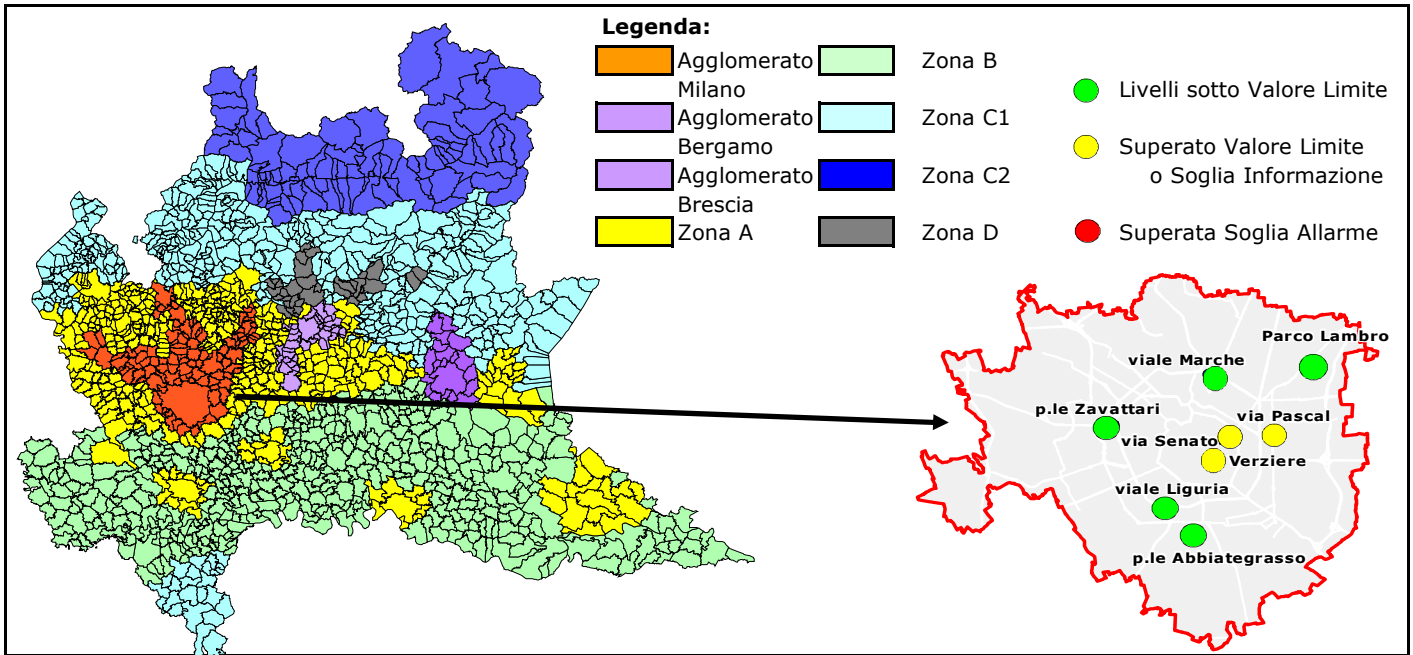 Legenda:
Agglomerato
Milano
Agglomerato
Bergamo
Agglomerato
Brescia
Zona A
Zona B
Zona C1
Zona C2
Zona D
Livelli sotto Valore Limite
Superato Valore Limite
o Soglia Informazione
Superata Soglia Allarme
Parco Lambro
viale Marche
p.le Zavattari
via Pascal
via Senato
Verziere
viale Liguria
p.le Abbiategrasso